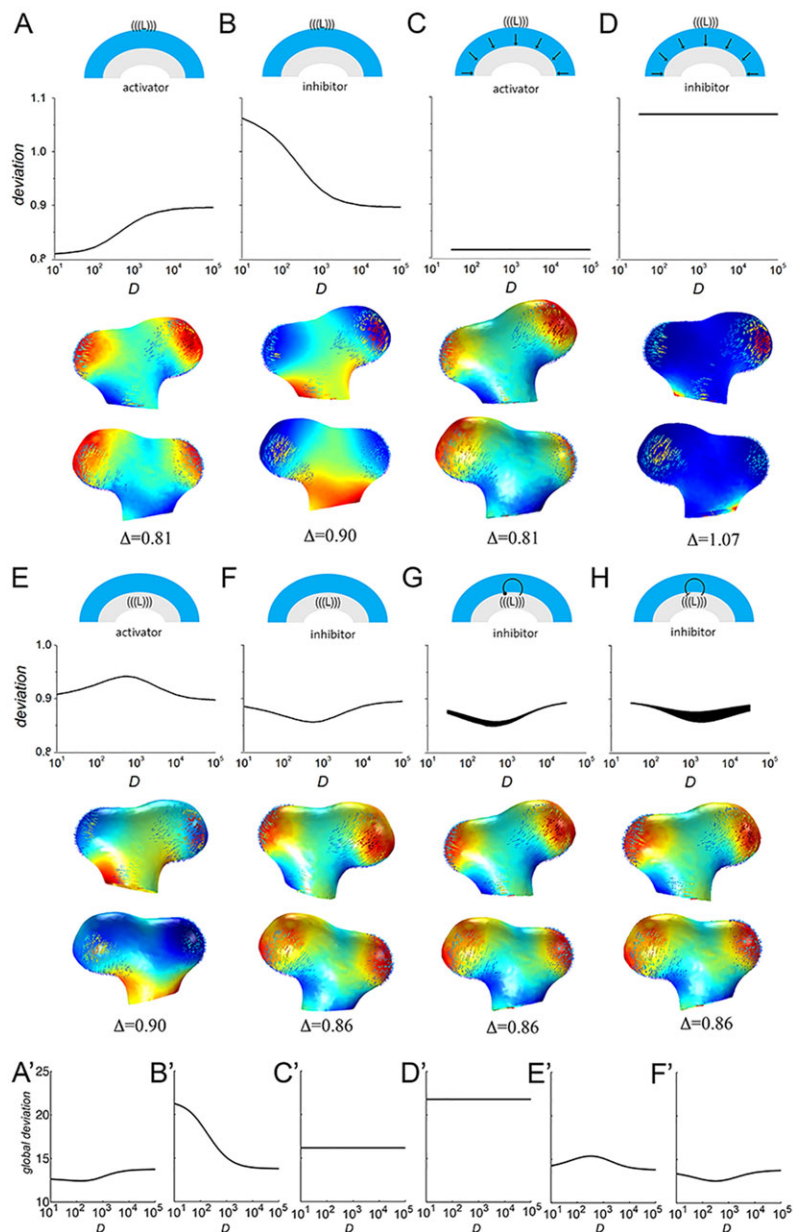 A B C D
(((L))) (((L))) (((L))) (((L)))
activator inhibitor activator inhibitor
deviation
1.1
1.0
0.9
0.8
10¹ 10² 10³ 10⁴ 10⁵ 10¹ 10² 10³ 10⁴ 10⁵ 10¹ 10² 10³ 10⁴ 10⁵ 10¹ 10² 10³ 10⁴ 10⁵
D D D D
Δ=0.81 Δ=0.90 Δ=0.81 Δ=1.07
E F G H
(((L))) (((L))) (((L))) (((L)))
activator inhibitor inhibitor inhibitor
deviation
1.0
0.9
0.8
10¹ 10² 10³ 10⁴ 10⁵ 10¹ 10² 10³ 10⁴ 10⁵ 10¹ 10² 10³ 10⁴ 10⁵ 10¹ 10² 10³ 10⁴ 10⁵
D D D D
Δ=0.90 Δ=0.86 Δ=0.86 Δ=0.86
A' B' C' D' E' F'
global deviation
25
20
15
10
10¹ 10² 10³ 10⁴ 10⁵ 10¹ 10² 10³ 10⁴ 10⁵ 10¹ 10² 10³ 10⁴ 10⁵ 10¹ 10² 10³ 10⁴ 10⁵ 10¹ 10² 10³ 10⁴ 10⁵ 10¹ 10² 10³ 10⁴ 10⁵
D D D D D D